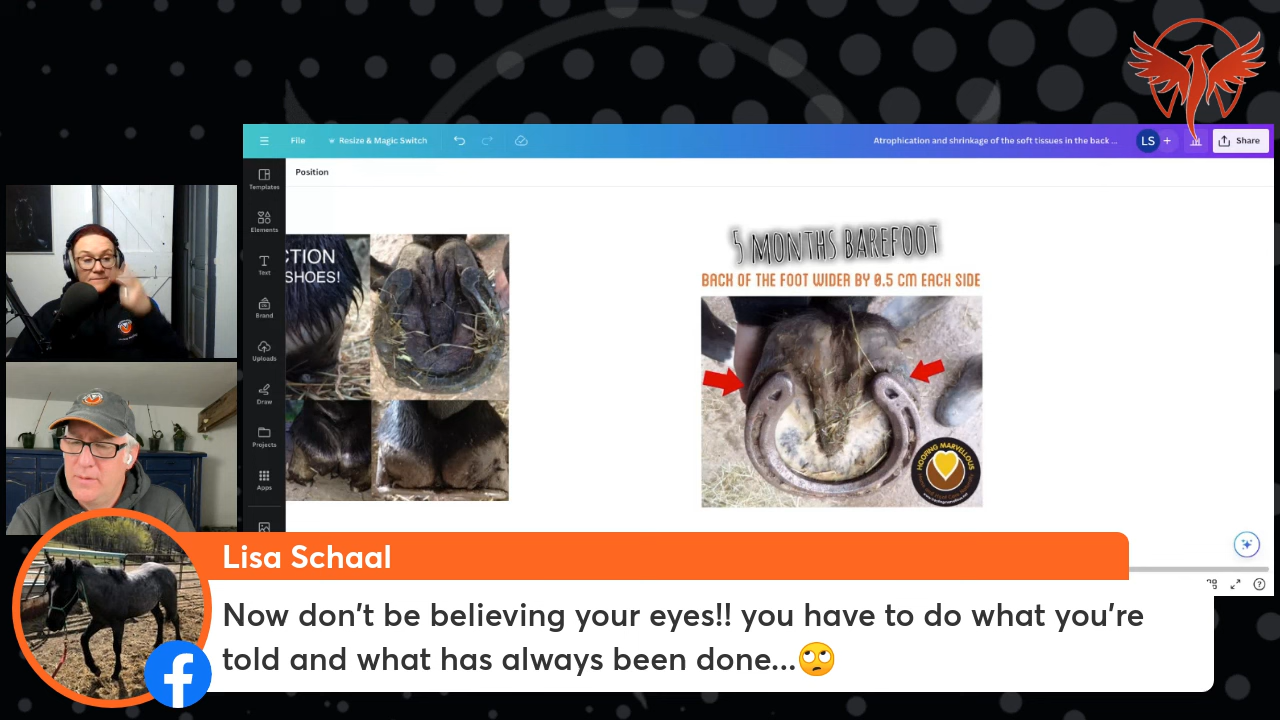 File
Resize & Magic Switch
Atrophication and shrinkage of the soft tissues in the back ...
LS
+
Share
Position
Templates
Elements
Text
Brand
Uploads
Draw
Projects
Apps
CTION
SHOES!
5 MONTHS BAREFOOT
BACK OF THE FOOT WIDER BY 0.5 CM EACH SIDE
HOOFING MARVELLOUS
Lisa Schaal
Now don't be believing your eyes!! you have to do what you're
told and what has always been done...🙄